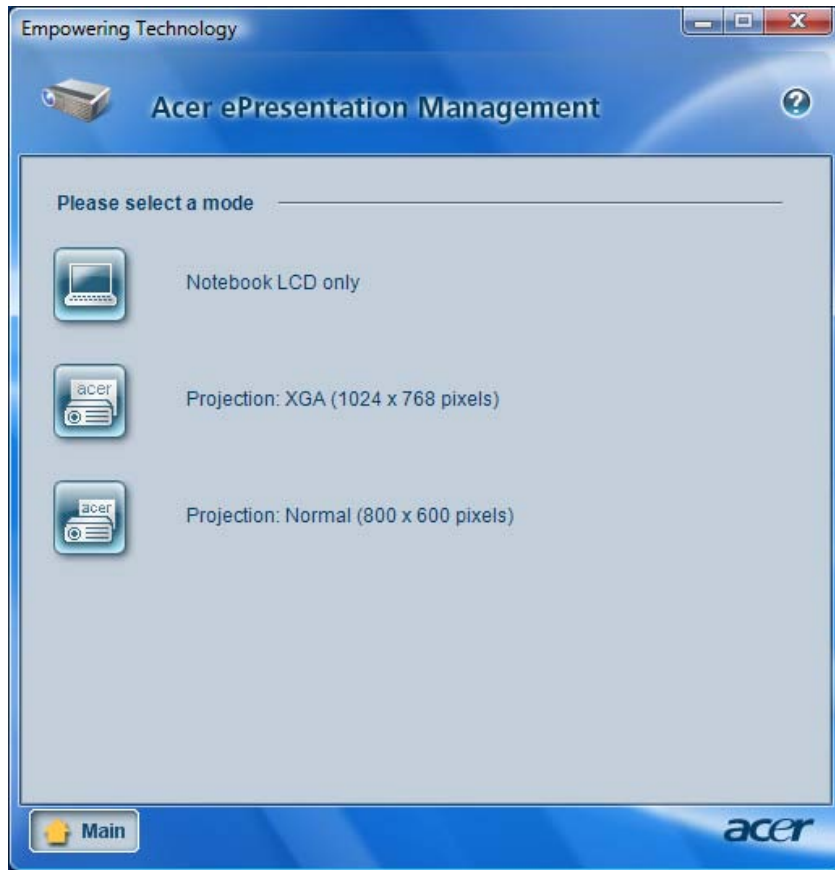 Empowering Technology
Acer ePresentation Management
?
Please select a mode
Notebook LCD only
acer
Projection: XGA (1024 x 768 pixels)
acer
Projection: Normal (800 x 600 pixels)
Main
acer